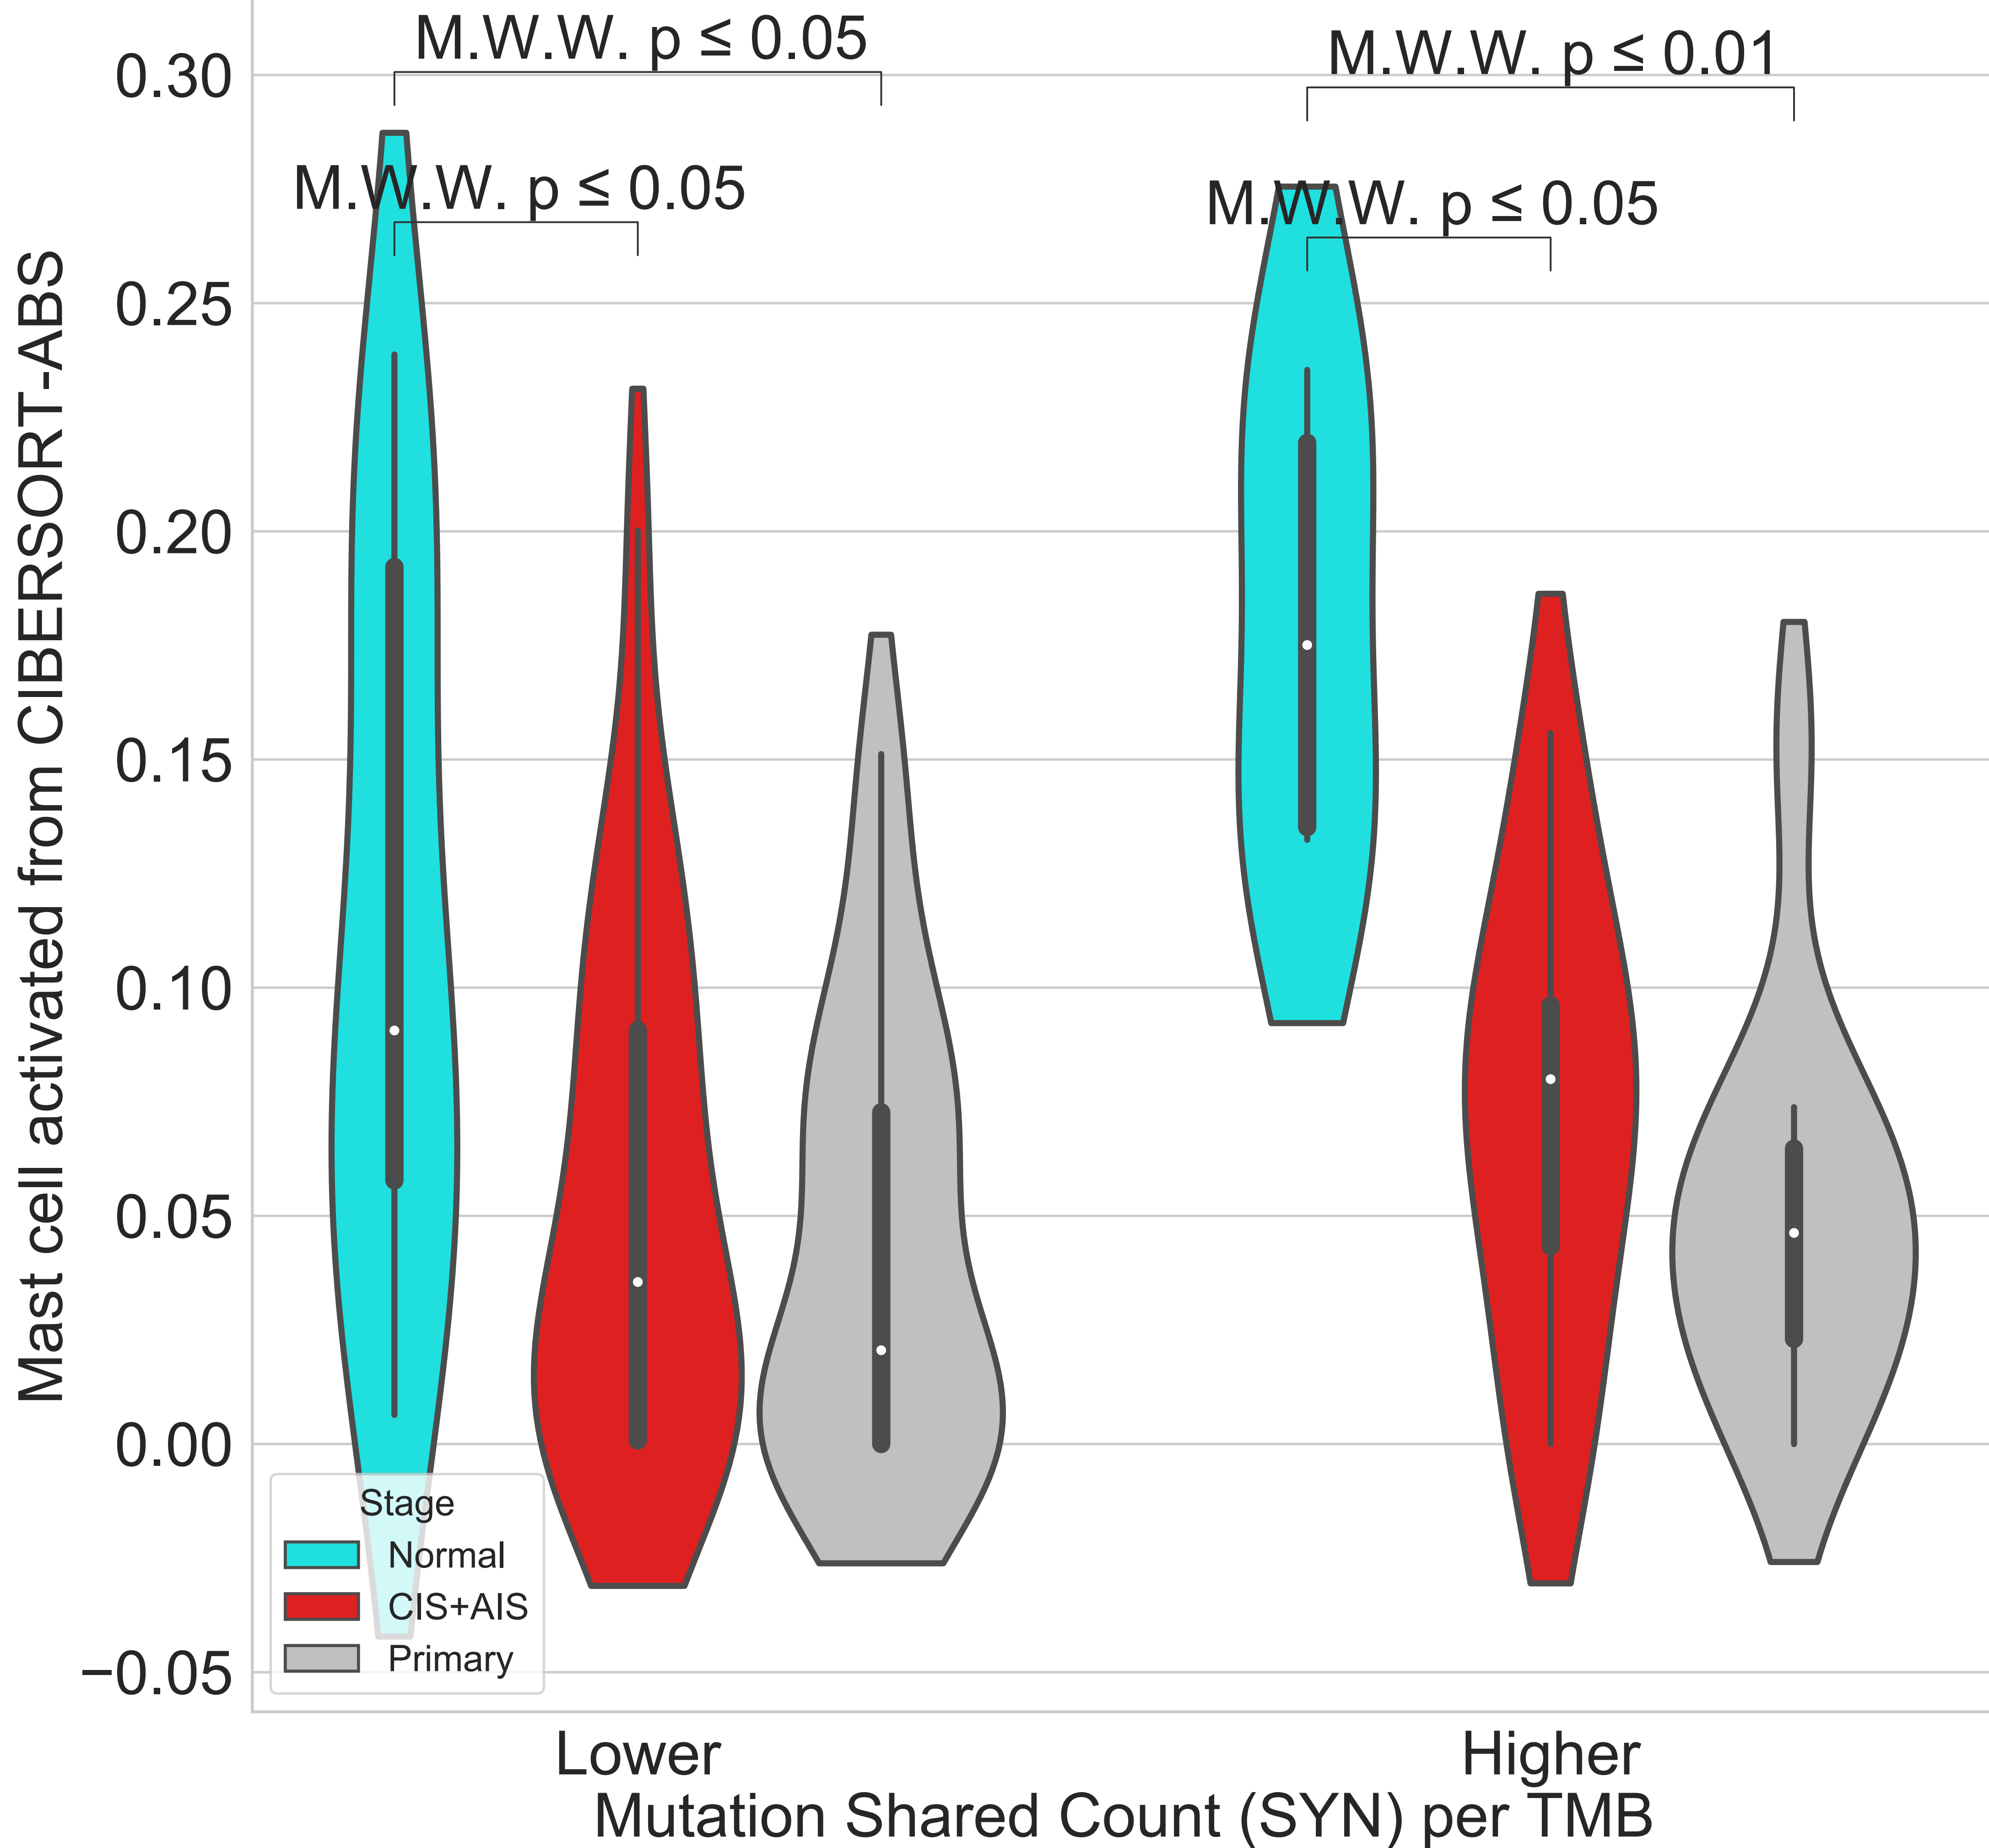 M.W.W. p ≤ 0.05
M.W.W. p ≤ 0.01
M.W.W. p ≤ 0.05
M.W.W. p ≤ 0.05
Mast cell activated from CIBERSORT-ABS
0.30
0.25
0.20
0.15
0.10
0.05
0.00
−0.05
Stage
Normal
CIS+AIS
Primary
Lower
Higher
Mutation Shared Count (SYN) per TMB